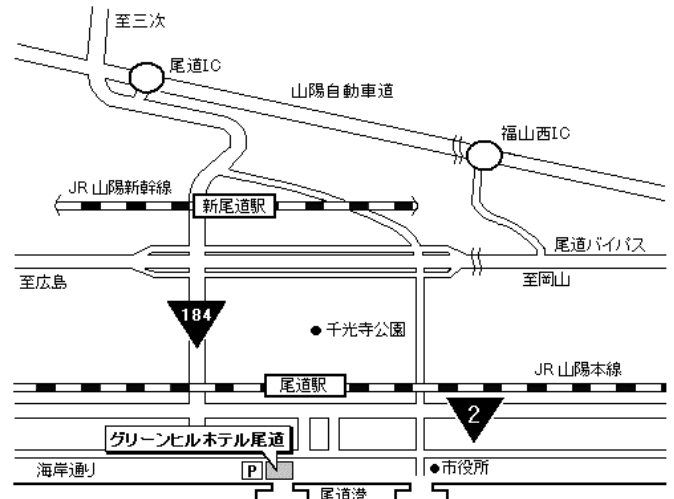 至三次
尾道IC
山陽自動車道
福山西IC
JR 山陽新幹線
新尾道駅
尾道バイパス
至広島
至岡山
184
千光寺公園
JR 山陽本線
尾道駅
2
グリーンヒルホテル尾道
海岸通り
P
市役所
尾道港